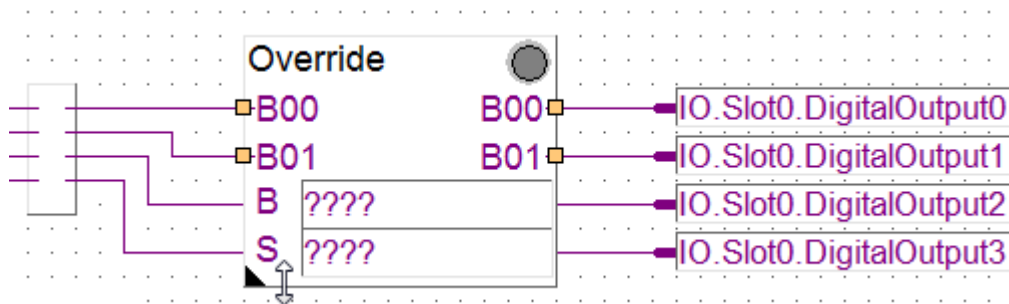 Override
B00 B00 IO.Slot0.DigitalOutput0
B01 B01 IO.Slot0.DigitalOutput1
B ???? IO.Slot0.DigitalOutput2
S ???? IO.Slot0.DigitalOutput3